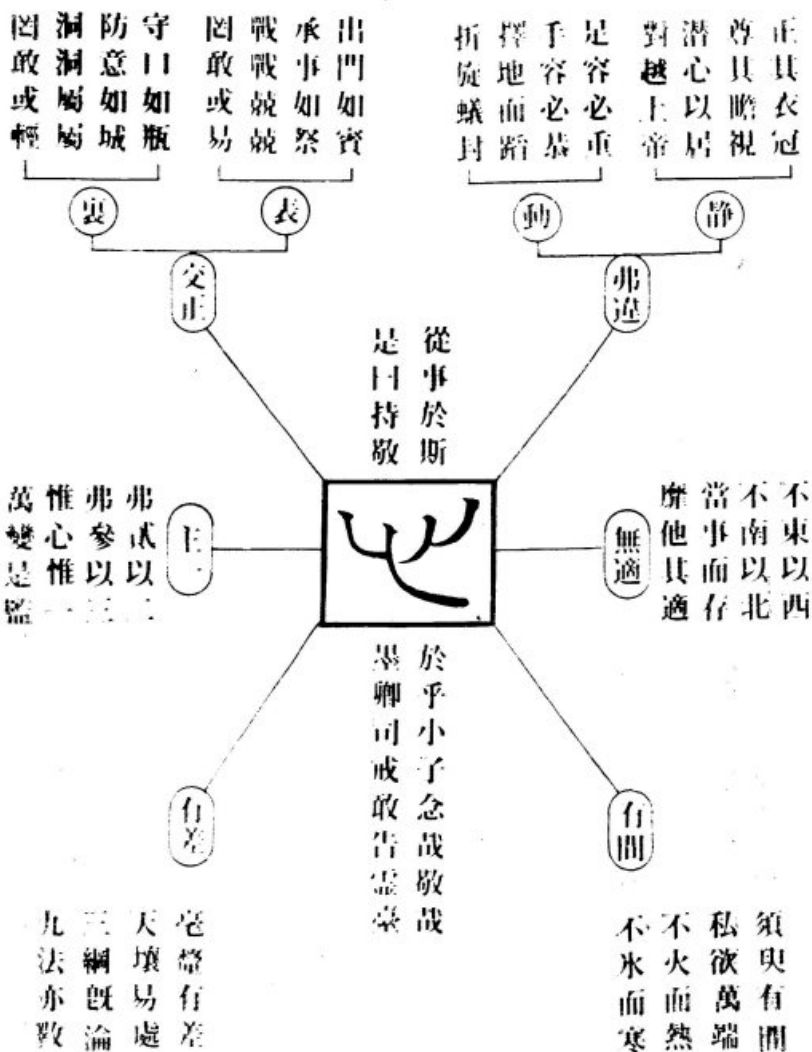 正其衣冠
尊其瞻視
潛心以居
對越上帝
足容必重
手容必恭
擇地而蹈
折旋蟻封
靜
動
弗違
出門如賓
承事如祭
戰戰兢兢
罔敢或易
守口如瓶
防意如城
洞洞屬屬
罔敢或輕
表
裏
交正
從事於斯
是曰持敬
不東以西
不南以北
當事而存
靡他其適
無適
心
主一
弗貳以二
弗參以三
惟心惟一
萬變是監
於乎小子念哉敬哉
墨卿司戒敢告靈臺
有間
須臾有間
私欲萬端
不火而熱
不氷而寒
有差
毫釐有差
天壤易處
三綱既淪
九法亦斁